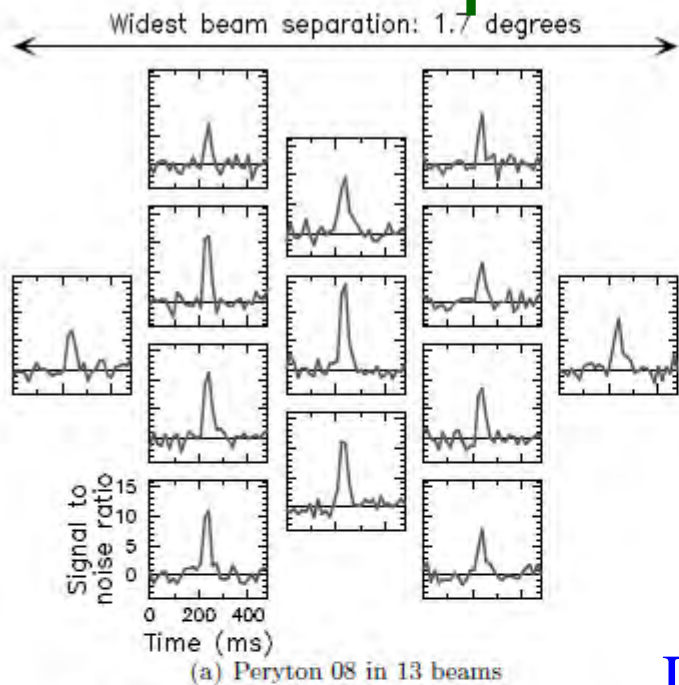 Widest beam separation: 1.7 degrees
Signal to
noise ratio
15
10
5
0
0 200 400
Time (ms)
(a) Peryton 08 in 13 beams